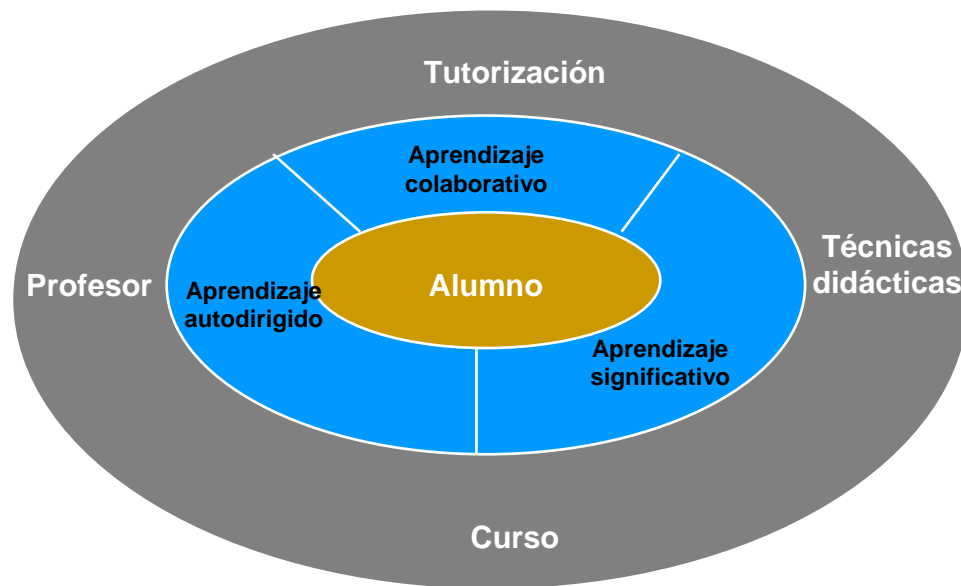 Tutorización
Aprendizaje
colaborativo
Profesor
Aprendizaje
autodirigido
Alumno
Técnicas
didácticas
Aprendizaje
significativo
Curso